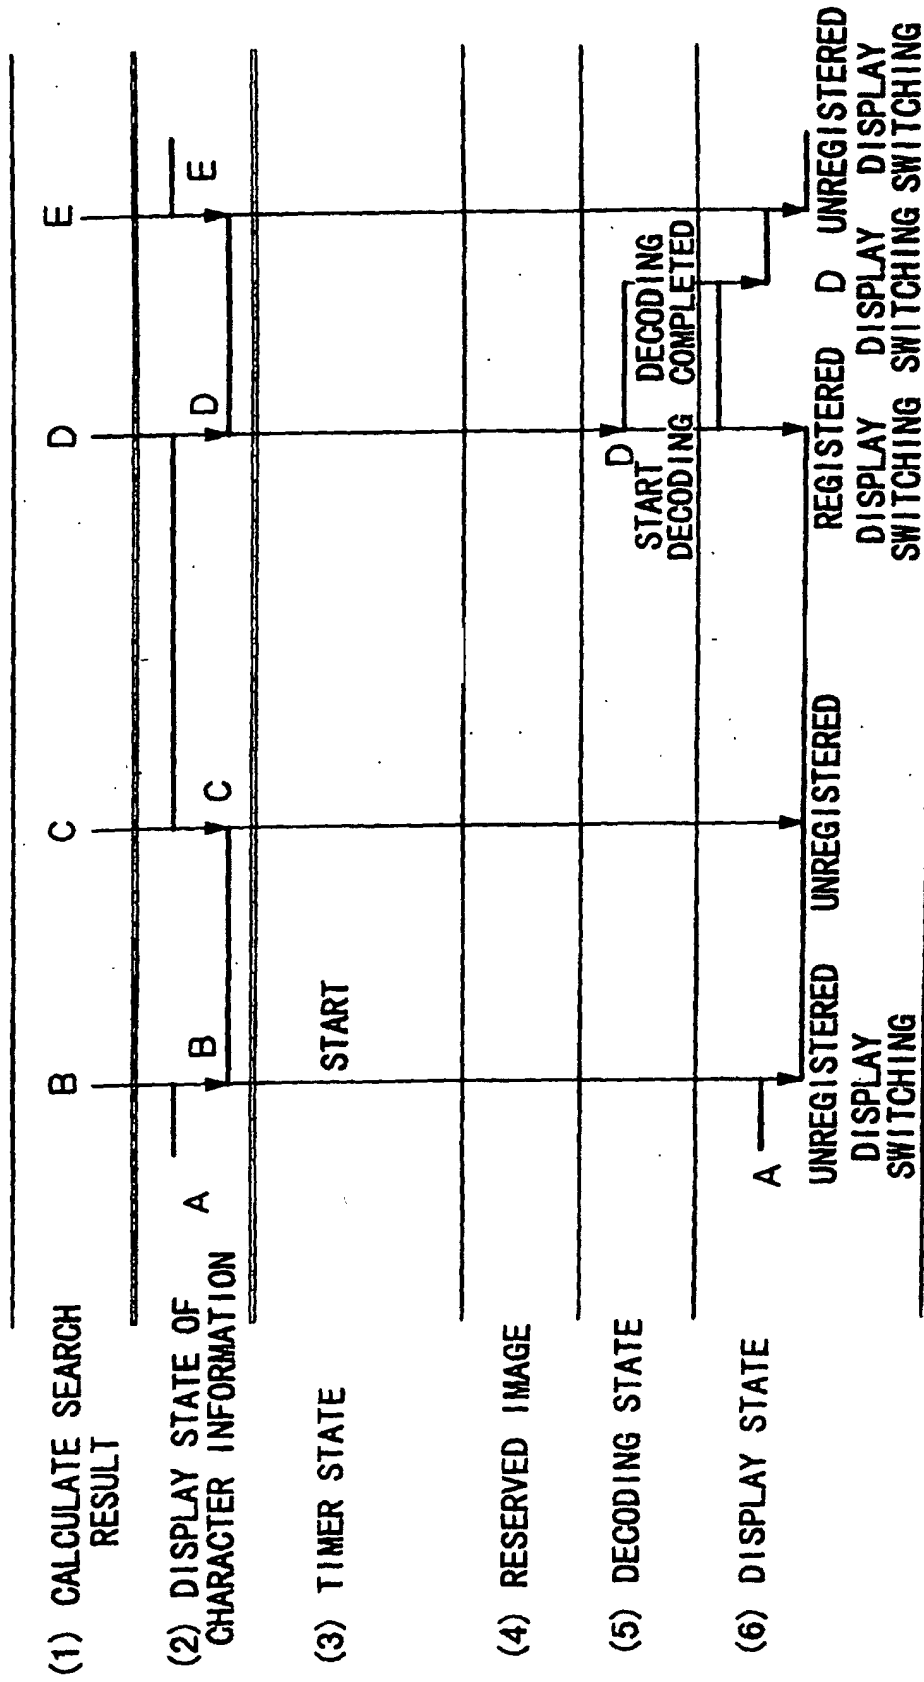 (1) CALCULATE SEARCH
RESULT
B
C
D
E
(2) DISPLAY STATE OF
CHARACTER INFORMATION
A
B
C
D
E
(3) TIMER STATE
START
(4) RESERVED IMAGE
(5) DECODING STATE
D
START
DECODING
DECODING
COMPLETED
(6) DISPLAY STATE
A
UNREGISTERED
DISPLAY
SWITCHING
UNREGISTERED
REGISTERED
DISPLAY
SWITCHING
D
DISPLAY
SWITCHING
UNREGISTERED
DISPLAY
SWITCHING